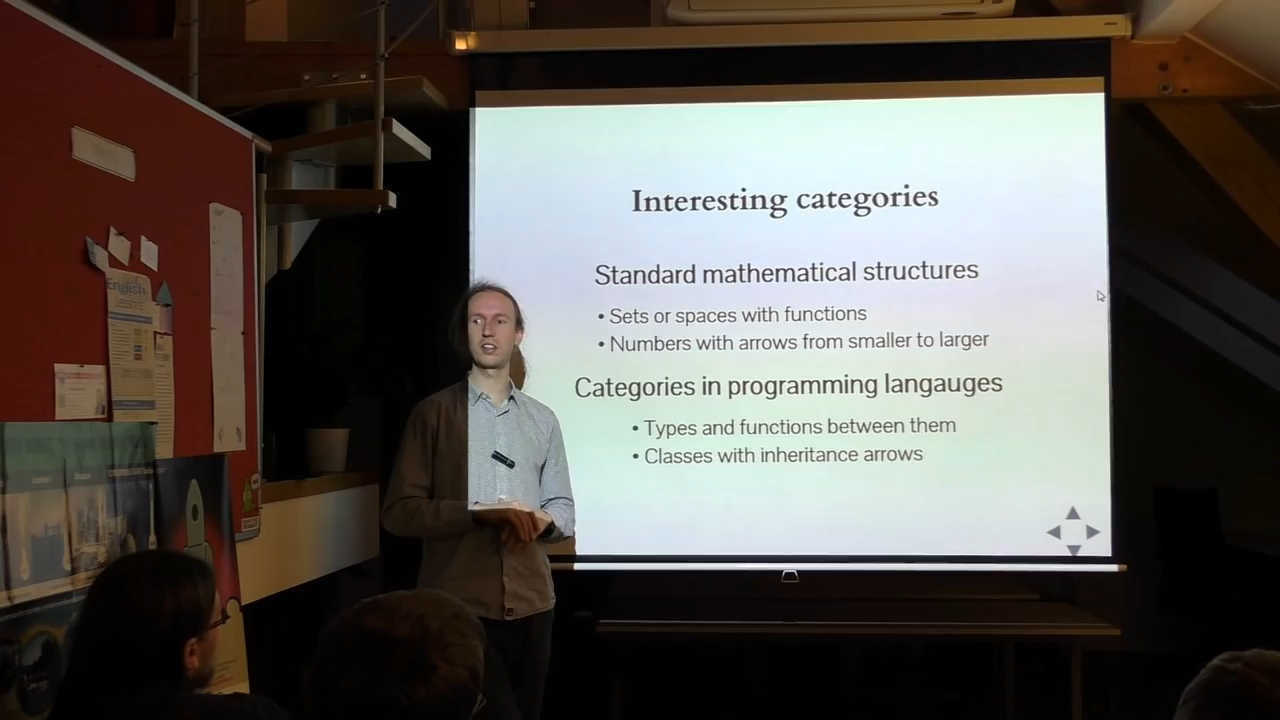 Interesting categories
Standard mathematical structures
• Sets or spaces with functions
• Numbers with arrows from smaller to larger
Categories in programming langauges
• Types and functions between them
• Classes with inheritance arrows
English